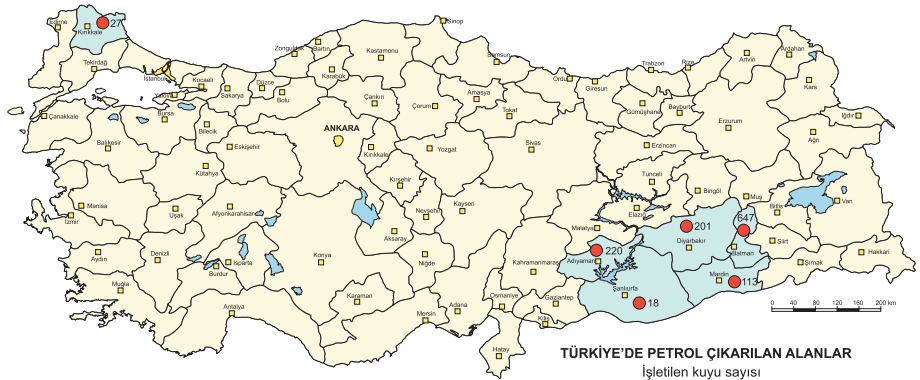 Edirne
Kırıkkale
27
Tekirdağ
İstanbul
Kocaeli
Yalova
Sakarya
Düzce
Bolu
Zonguldak
Bartın
Karabük
Kastamonu
Sinop
Samsun
Ordu
Giresun
Trabzon
Rize
Artvin
Ardahan
Kars
Iğdır
Çanakkale
Bursa
Bilecik
Eskişehir
ANKARA
Çankırı
Çorum
Amasya
Tokat
Gümüşhane
Bayburt
Erzurum
Ağrı
Balıkesir
Kütahya
Kırıkkale
Yozgat
Sivas
Erzincan
Tunceli
Bingöl
Muş
Bitlis
Van
Manisa
İzmir
Uşak
Afyonkarahisar
Kırşehir
Nevşehir
Kayseri
Malatya
Elazığ
201
Diyarbakır
647
Batman
Siirt
Şırnak
Hakkari
Aydın
Denizli
Burdur
Isparta
Konya
Aksaray
Niğde
Kahramanmaraş
220
Adıyaman
Şanlıurfa
18
Mardin
113
Muğla
Antalya
Karaman
Mersin
Adana
Osmaniye
Gaziantep
Kilis
Hatay
0 40 80 120 160 200 km
TÜRKİYE'DE PETROL ÇIKARILAN ALANLAR
İşletilen kuyu sayısı